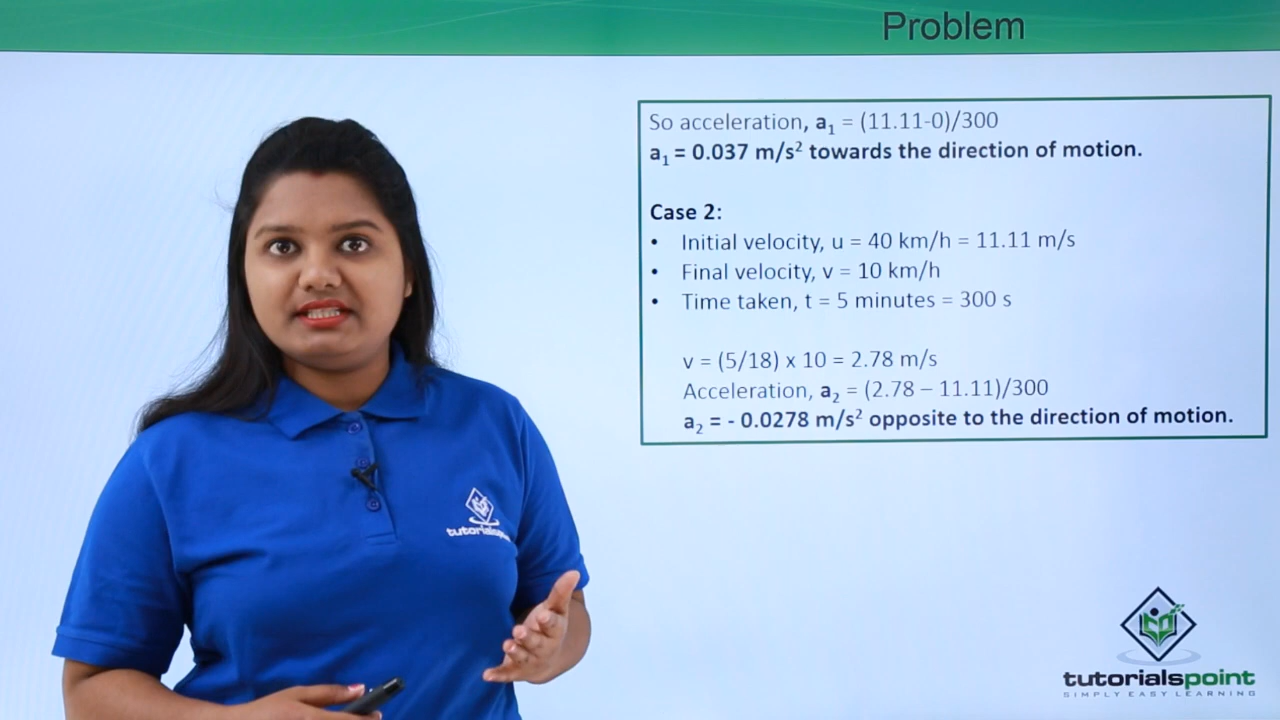 Problem
So acceleration, a₁ = (11.11-0)/300
a₁ = 0.037 m/s² towards the direction of motion.
Case 2:
• Initial velocity, u = 40 km/h = 11.11 m/s
• Final velocity, v = 10 km/h
• Time taken, t = 5 minutes = 300 s
v = (5/18) x 10 = 2.78 m/s
Acceleration, a₂ = (2.78 – 11.11)/300
a₂ = - 0.0278 m/s² opposite to the direction of motion.
tutorialspoint
SIMPLY EASY LEARNING